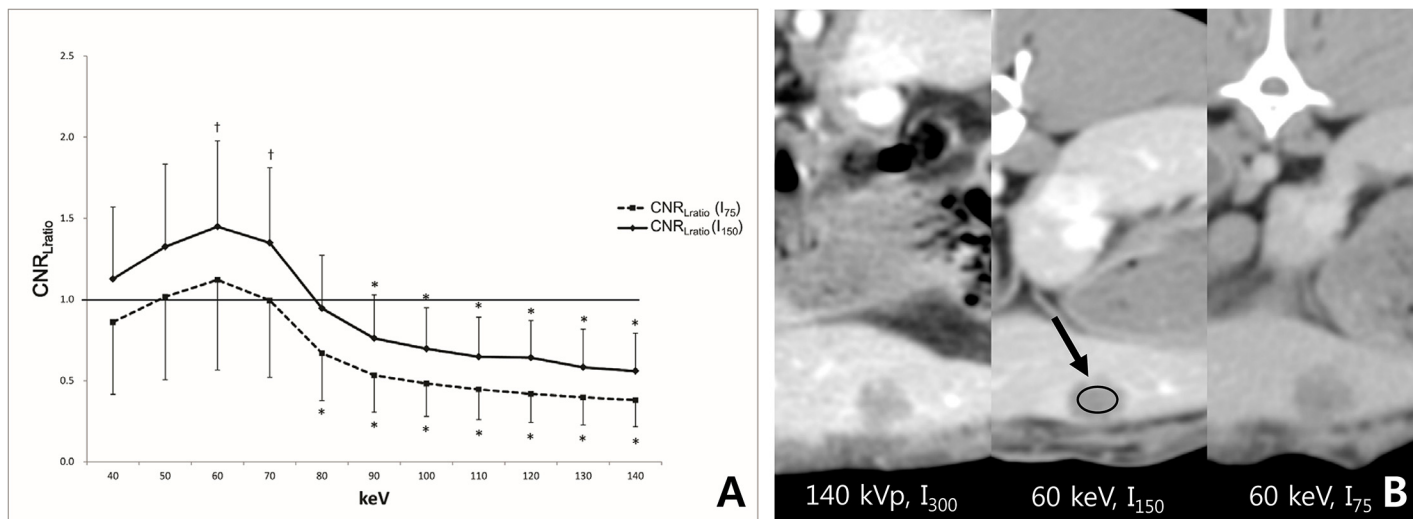 2.5
2.0
1.5
1.0
0.5
0.0
CNRLratio
† †
* * * * * *
* * * * * * *
CNRLratio (I75)
CNRLratio (I150)
40 50 60 70 80 90 100 110 120 130 140
keV
A
140 kVp, I300
60 keV, I150
60 keV, I75
B